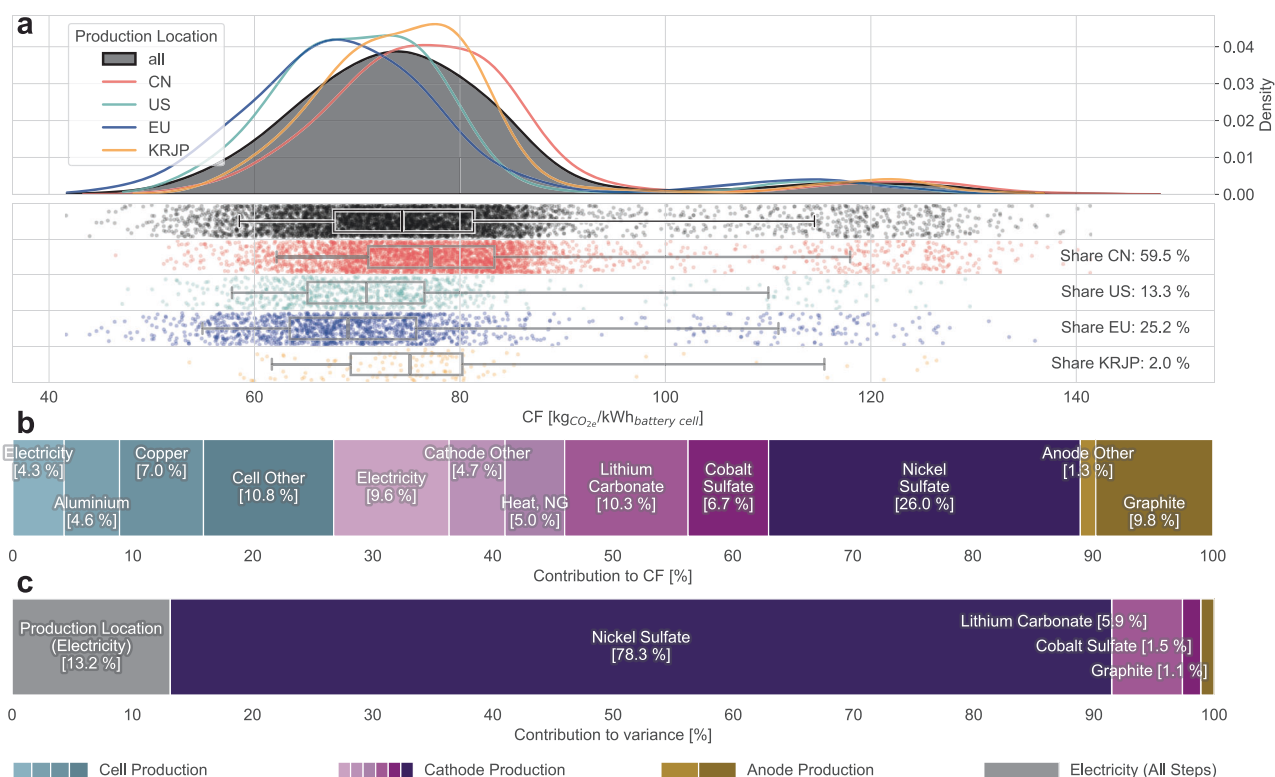 a
Production Location
all
CN
US
EU
KRJP
0.04
0.03
0.02
0.01
0.00
Density
Share CN: 59.5 %
Share US: 13.3 %
Share EU: 25.2 %
Share KRJP: 2.0 %
40 60 80 100 120 140
CF [kgCO2e/kWhbattery cell]
b
Electricity
[4.3 %]
Aluminium
[4.6 %]
Copper
[7.0 %]
Cell Other
[10.8 %]
Electricity
[9.6 %]
Cathode Other
[4.7 %]
Heat, NG
[5.0 %]
Lithium
Carbonate
[10.3 %]
Cobalt
Sulfate
[6.7 %]
Nickel
Sulfate
[26.0 %]
Anode Other
[1.3 %]
Graphite
[9.8 %]
0 10 20 30 40 50 60 70 80 90 100
Contribution to CF [%]
c
Production Location
(Electricity)
[13.2 %]
Nickel Sulfate
[78.3 %]
Lithium Carbonate [5.9 %]
Cobalt Sulfate [1.5 %]
Graphite [1.1 %]
0 10 20 30 40 50 60 70 80 90 100
Contribution to variance [%]
Cell Production
Cathode Production
Anode Production
Electricity (All Steps)